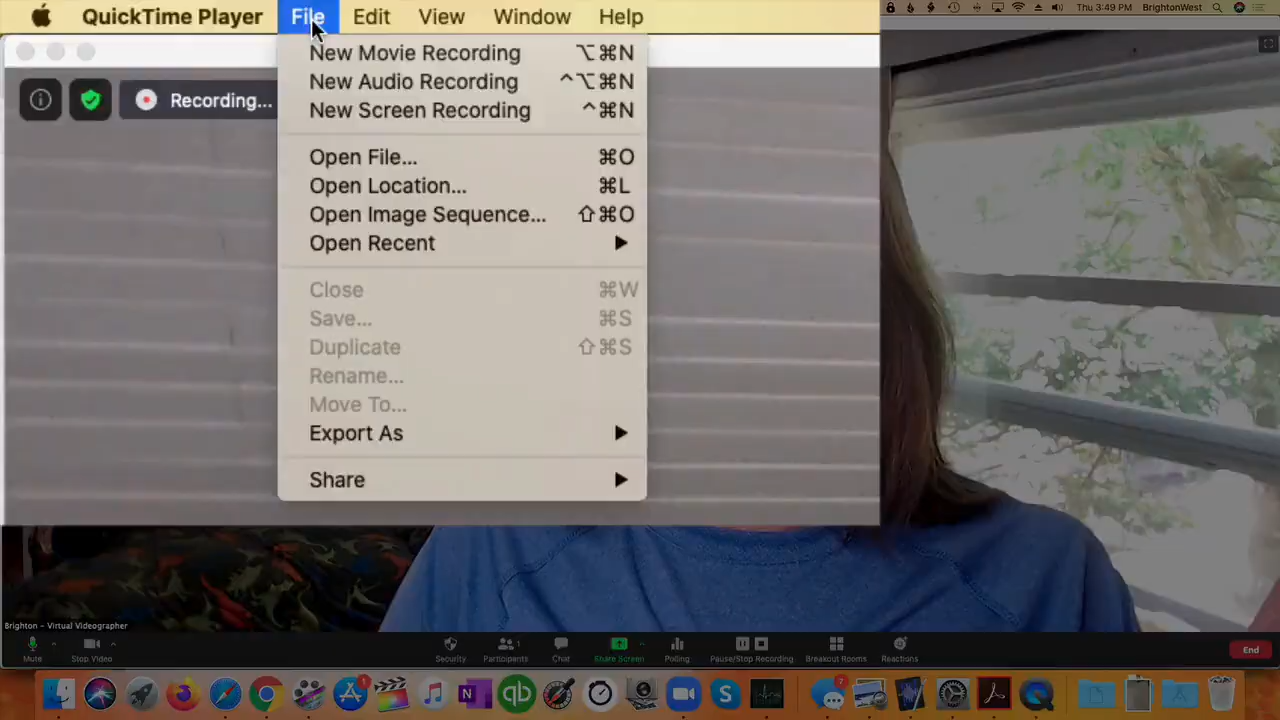 QuickTime Player File Edit View Window Help
Thu 3:49 PM BrightonWest
New Movie Recording ⌥⌘N
New Audio Recording ^⌥⌘N
New Screen Recording ^⌘N
Recording...
Open File... ⌘O
Open Location... ⌘L
Open Image Sequence... ⇧⌘O
Open Recent ▶
Close ⌘W
Save... ⌘S
Duplicate ⇧⌘S
Rename...
Move To...
Export As ▶
Share ▶
Brighton - Virtual Videographer
Mute Stop Video Security Participants 1 Chat Share Screen Polling Pause/Stop Recording Breakout Rooms Reactions End
N qb S 7